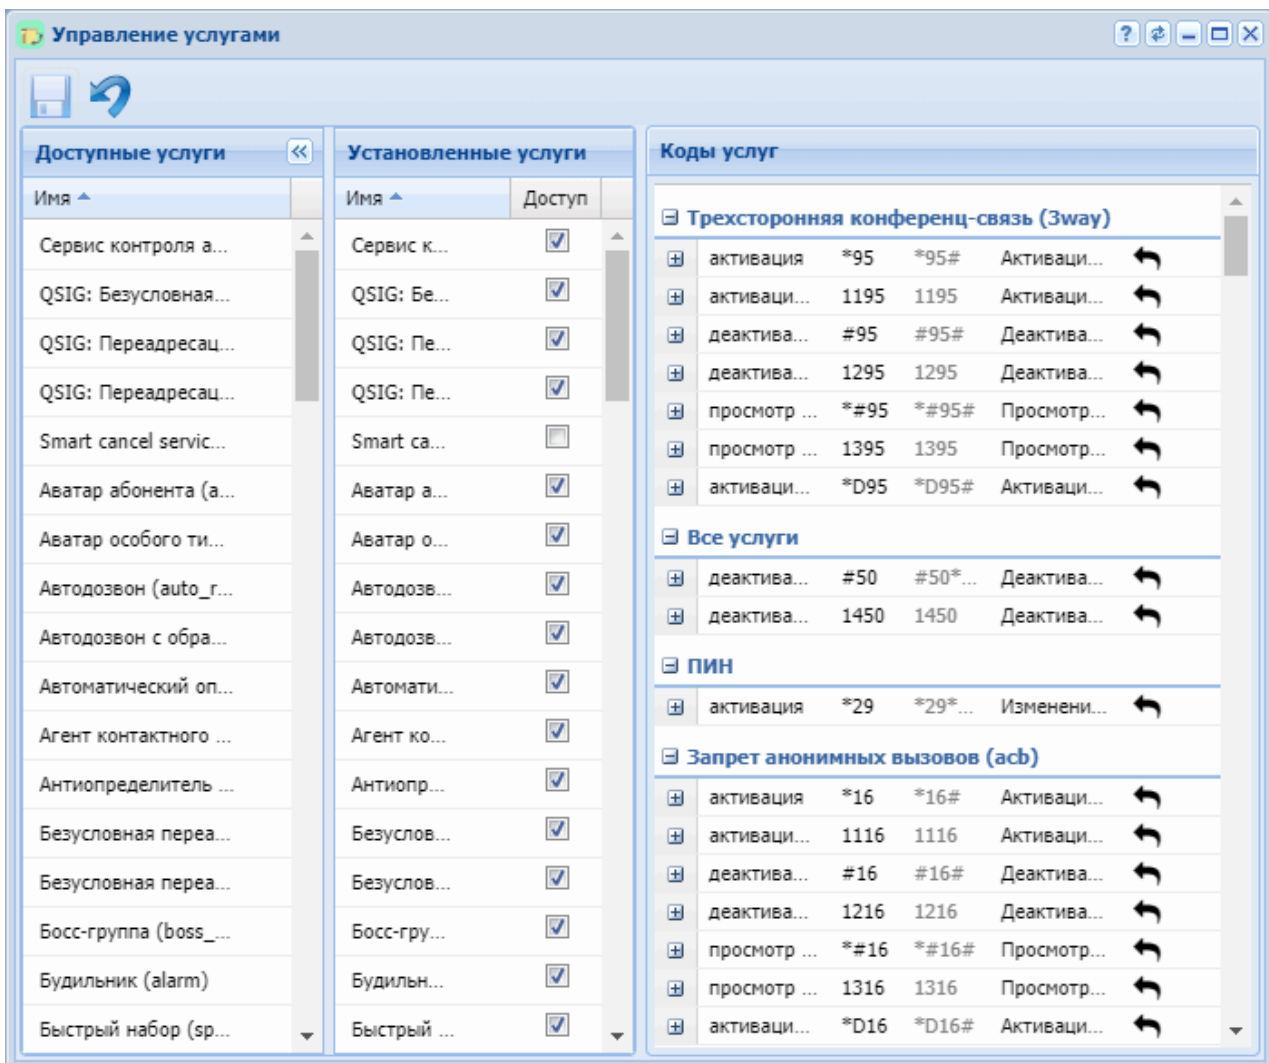 Управление услугами
Доступные услуги
Имя
Сервис контроля а...
QSIG: Безусловная...
QSIG: Переадресац...
QSIG: Переадресац...
Smart cancel servic...
Аватар абонента (а...
Аватар особого ти...
Автодозвон (auto_r...
Автодозвон с обра...
Автоматический оп...
Агент контактного ...
Антиопределитель ...
Безусловная переа...
Безусловная переа...
Босс-группа (boss_...
Будильник (alarm)
Быстрый набор (sp...
Установленные услуги
Имя Доступ
Сервис к...
QSIG: Бе...
QSIG: Пе...
QSIG: Пе...
Smart ca...
Аватар а...
Аватар о...
Автодозв...
Автодозв...
Автомати...
Агент ко...
Антиопр...
Безуслов...
Безуслов...
Босс-гру...
Будильн...
Быстрый ...
Коды услуг
Трехсторонняя конференц-связь (3way)
активация *95 *95# Активаци...
активаци... 1195 1195 Активаци...
деактива... #95 #95# Деактива...
деактива... 1295 1295 Деактива...
просмотр ... *#95 *#95# Просмотр...
просмотр ... 1395 1395 Просмотр...
активаци... *D95 *D95# Активаци...
Все услуги
деактива... #50 #50*... Деактива...
деактива... 1450 1450 Деактива...
ПИН
активация *29 *29*... Изменени...
Запрет анонимных вызовов (acb)
активация *16 *16# Активаци...
активаци... 1116 1116 Активаци...
деактива... #16 #16# Деактива...
деактива... 1216 1216 Деактива...
просмотр ... *#16 *#16# Просмотр...
просмотр ... 1316 1316 Просмотр...
активаци... *D16 *D16# Активаци...